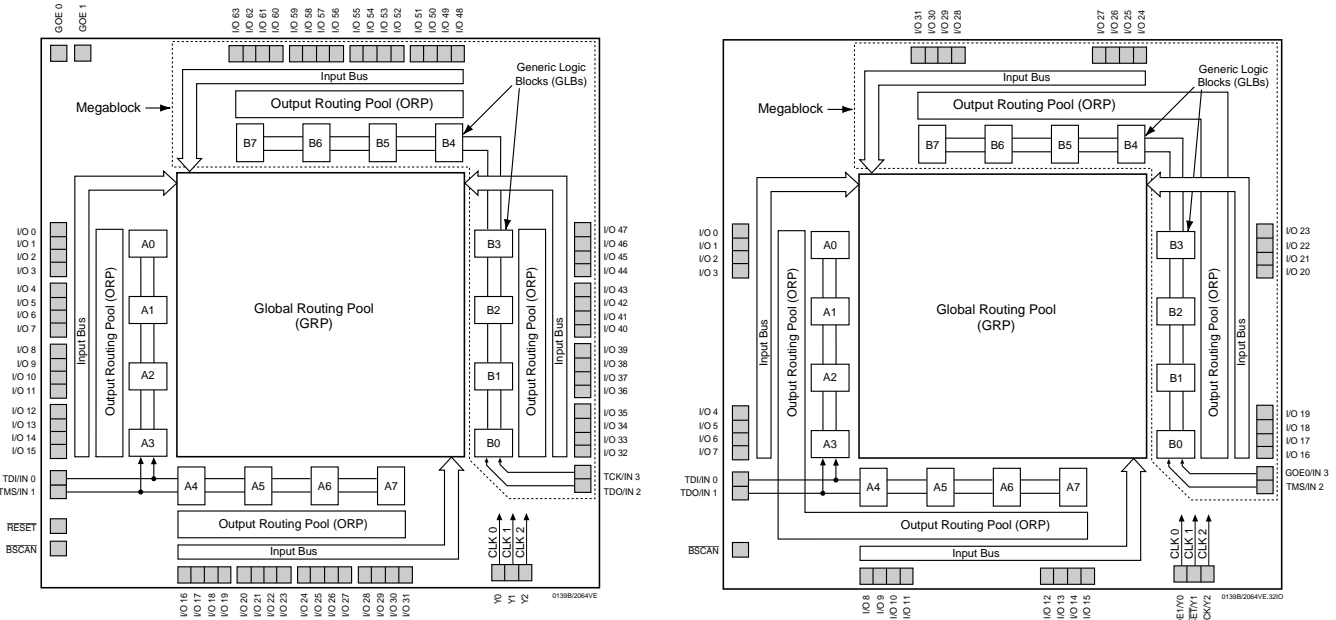 GOE 0
GOE 1
I/O 63
I/O 62
I/O 61
I/O 60
I/O 59
I/O 58
I/O 57
I/O 56
I/O 55
I/O 54
I/O 53
I/O 52
I/O 51
I/O 50
I/O 49
I/O 48
Input Bus
Generic Logic
Blocks (GLBs)
Output Routing Pool (ORP)
Megablock
B7
B6
B5
B4
I/O 0
I/O 1
I/O 2
I/O 3
I/O 4
I/O 5
I/O 6
I/O 7
I/O 8
I/O 9
I/O 10
I/O 11
I/O 12
I/O 13
I/O 14
I/O 15
Input Bus
Output Routing Pool (ORP)
A0
A1
A2
A3
Global Routing Pool
(GRP)
B3
B2
B1
B0
Output Routing Pool (ORP)
Input Bus
I/O 47
I/O 46
I/O 45
I/O 44
I/O 43
I/O 42
I/O 41
I/O 40
I/O 39
I/O 38
I/O 37
I/O 36
I/O 35
I/O 34
I/O 33
I/O 32
TDI/IN 0
TMS/IN 1
TCK/IN 3
TDO/IN 2
A4
A5
A6
A7
Output Routing Pool (ORP)
Input Bus
RESET
BSCAN
CLK 0
CLK 1
CLK 2
Y0
Y1
Y2
I/O 16
I/O 17
I/O 18
I/O 19
I/O 20
I/O 21
I/O 22
I/O 23
I/O 24
I/O 25
I/O 26
I/O 27
I/O 28
I/O 29
I/O 30
I/O 31
0139B/2064VE
I/O 31
I/O 30
I/O 29
I/O 28
I/O 27
I/O 26
I/O 25
I/O 24
Input Bus
Generic Logic
Blocks (GLBs)
Output Routing Pool (ORP)
Megablock
B7
B6
B5
B4
I/O 0
I/O 1
I/O 2
I/O 3
I/O 4
I/O 5
I/O 6
I/O 7
Input Bus
Output Routing Pool (ORP)
A0
A1
A2
A3
Global Routing Pool
(GRP)
B3
B2
B1
B0
Output Routing Pool (ORP)
Input Bus
I/O 23
I/O 22
I/O 21
I/O 20
I/O 19
I/O 18
I/O 17
I/O 16
TDI/IN 0
TDO/IN 1
GOE0/IN 3
TMS/IN 2
A4
A5
A6
A7
Output Routing Pool (ORP)
Input Bus
BSCAN
CLK 0
CLK 1
CLK 2
I/O 8
I/O 9
I/O 10
I/O 11
I/O 12
I/O 13
I/O 14
I/O 15
0139B/2064VE.32IO